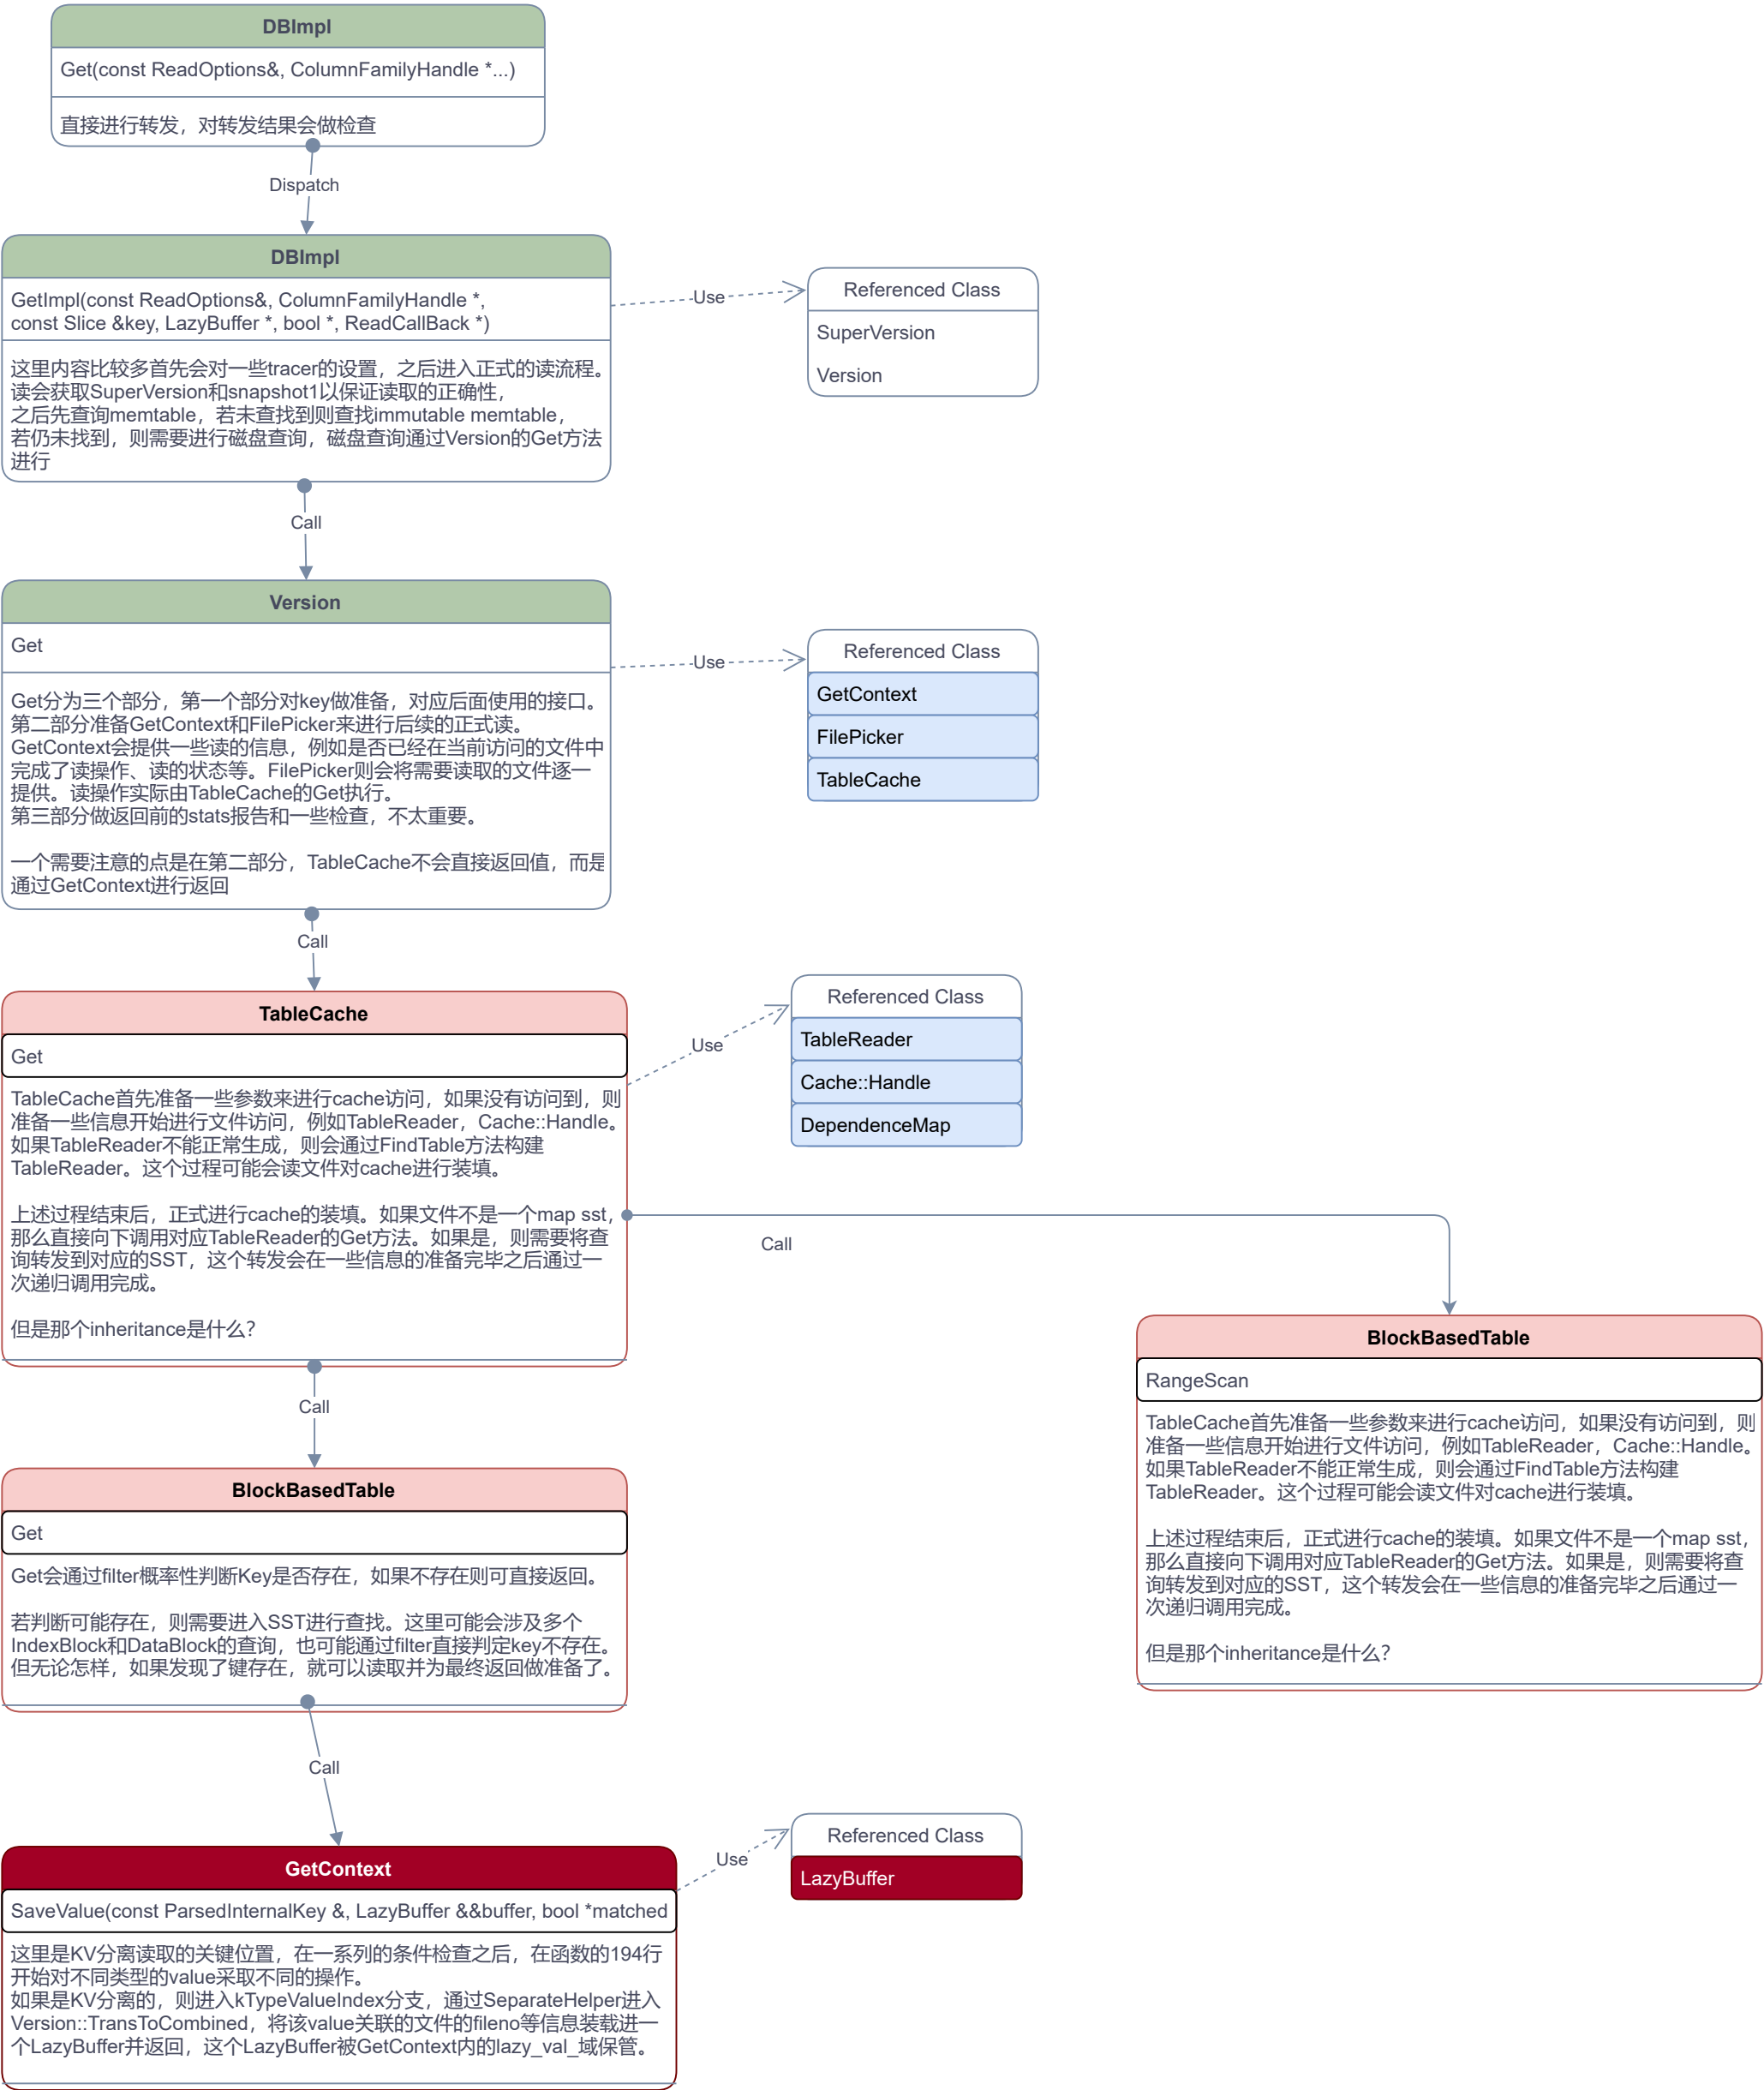 DBImpl
Get(const ReadOptions&, ColumnFamilyHandle *...)
直接进行转发，对转发结果会做检查
Dispatch
DBImpl
GetImpl(const ReadOptions&, ColumnFamilyHandle *,
const Slice &key, LazyBuffer *, bool *, ReadCallBack *)
这里内容比较多首先会对一些tracer的设置，之后进入正式的读流程。
读会获取SuperVersion和snapshot1以保证读取的正确性，
之后先查询memtable，若未查找到则查找immutable memtable，
若仍未找到，则需要进行磁盘查询，磁盘查询通过Version的Get方法
进行
Use
Referenced Class
SuperVersion
Version
Call
Version
Get
Get分为三个部分，第一个部分对key做准备，对应后面使用的接口。
第二部分准备GetContext和FilePicker来进行后续的正式读。
GetContext会提供一些读的信息，例如是否已经在当前访问的文件中
完成了读操作、读的状态等。FilePicker则会将需要读取的文件逐一
提供。读操作实际由TableCache的Get执行。
第三部分做返回前的stats报告和一些检查，不太重要。
一个需要注意的点是在第二部分，TableCache不会直接返回值，而是
通过GetContext进行返回
Use
Referenced Class
GetContext
FilePicker
TableCache
Call
TableCache
Get
TableCache首先准备一些参数来进行cache访问，如果没有访问到，则
准备一些信息开始进行文件访问，例如TableReader，Cache::Handle。
如果TableReader不能正常生成，则会通过FindTable方法构建
TableReader。这个过程可能会读文件对cache进行装填。
上述过程结束后，正式进行cache的装填。如果文件不是一个map sst，
那么直接向下调用对应TableReader的Get方法。如果是，则需要将查
询转发到对应的SST，这个转发会在一些信息的准备完毕之后通过一
次递归调用完成。
但是那个inheritance是什么？
Use
Referenced Class
TableReader
Cache::Handle
DependenceMap
Call
BlockBasedTable
RangeScan
TableCache首先准备一些参数来进行cache访问，如果没有访问到，则
准备一些信息开始进行文件访问，例如TableReader，Cache::Handle。
如果TableReader不能正常生成，则会通过FindTable方法构建
TableReader。这个过程可能会读文件对cache进行装填。
上述过程结束后，正式进行cache的装填。如果文件不是一个map sst，
那么直接向下调用对应TableReader的Get方法。如果是，则需要将查
询转发到对应的SST，这个转发会在一些信息的准备完毕之后通过一
次递归调用完成。
但是那个inheritance是什么？
Call
BlockBasedTable
Get
Get会通过filter概率性判断Key是否存在，如果不存在则可直接返回。
若判断可能存在，则需要进入SST进行查找。这里可能会涉及多个
IndexBlock和DataBlock的查询，也可能通过filter直接判定key不存在。
但无论怎样，如果发现了键存在，就可以读取并为最终返回做准备了。
Call
GetContext
SaveValue(const ParsedInternalKey &, LazyBuffer &&buffer, bool *matched
这里是KV分离读取的关键位置，在一系列的条件检查之后，在函数的194行
开始对不同类型的value采取不同的操作。
如果是KV分离的，则进入kTypeValueIndex分支，通过SeparateHelper进入
Version::TransToCombined，将该value关联的文件的fileno等信息装载进一
个LazyBuffer并返回，这个LazyBuffer被GetContext内的lazy_val_域保管。
Use
Referenced Class
LazyBuffer